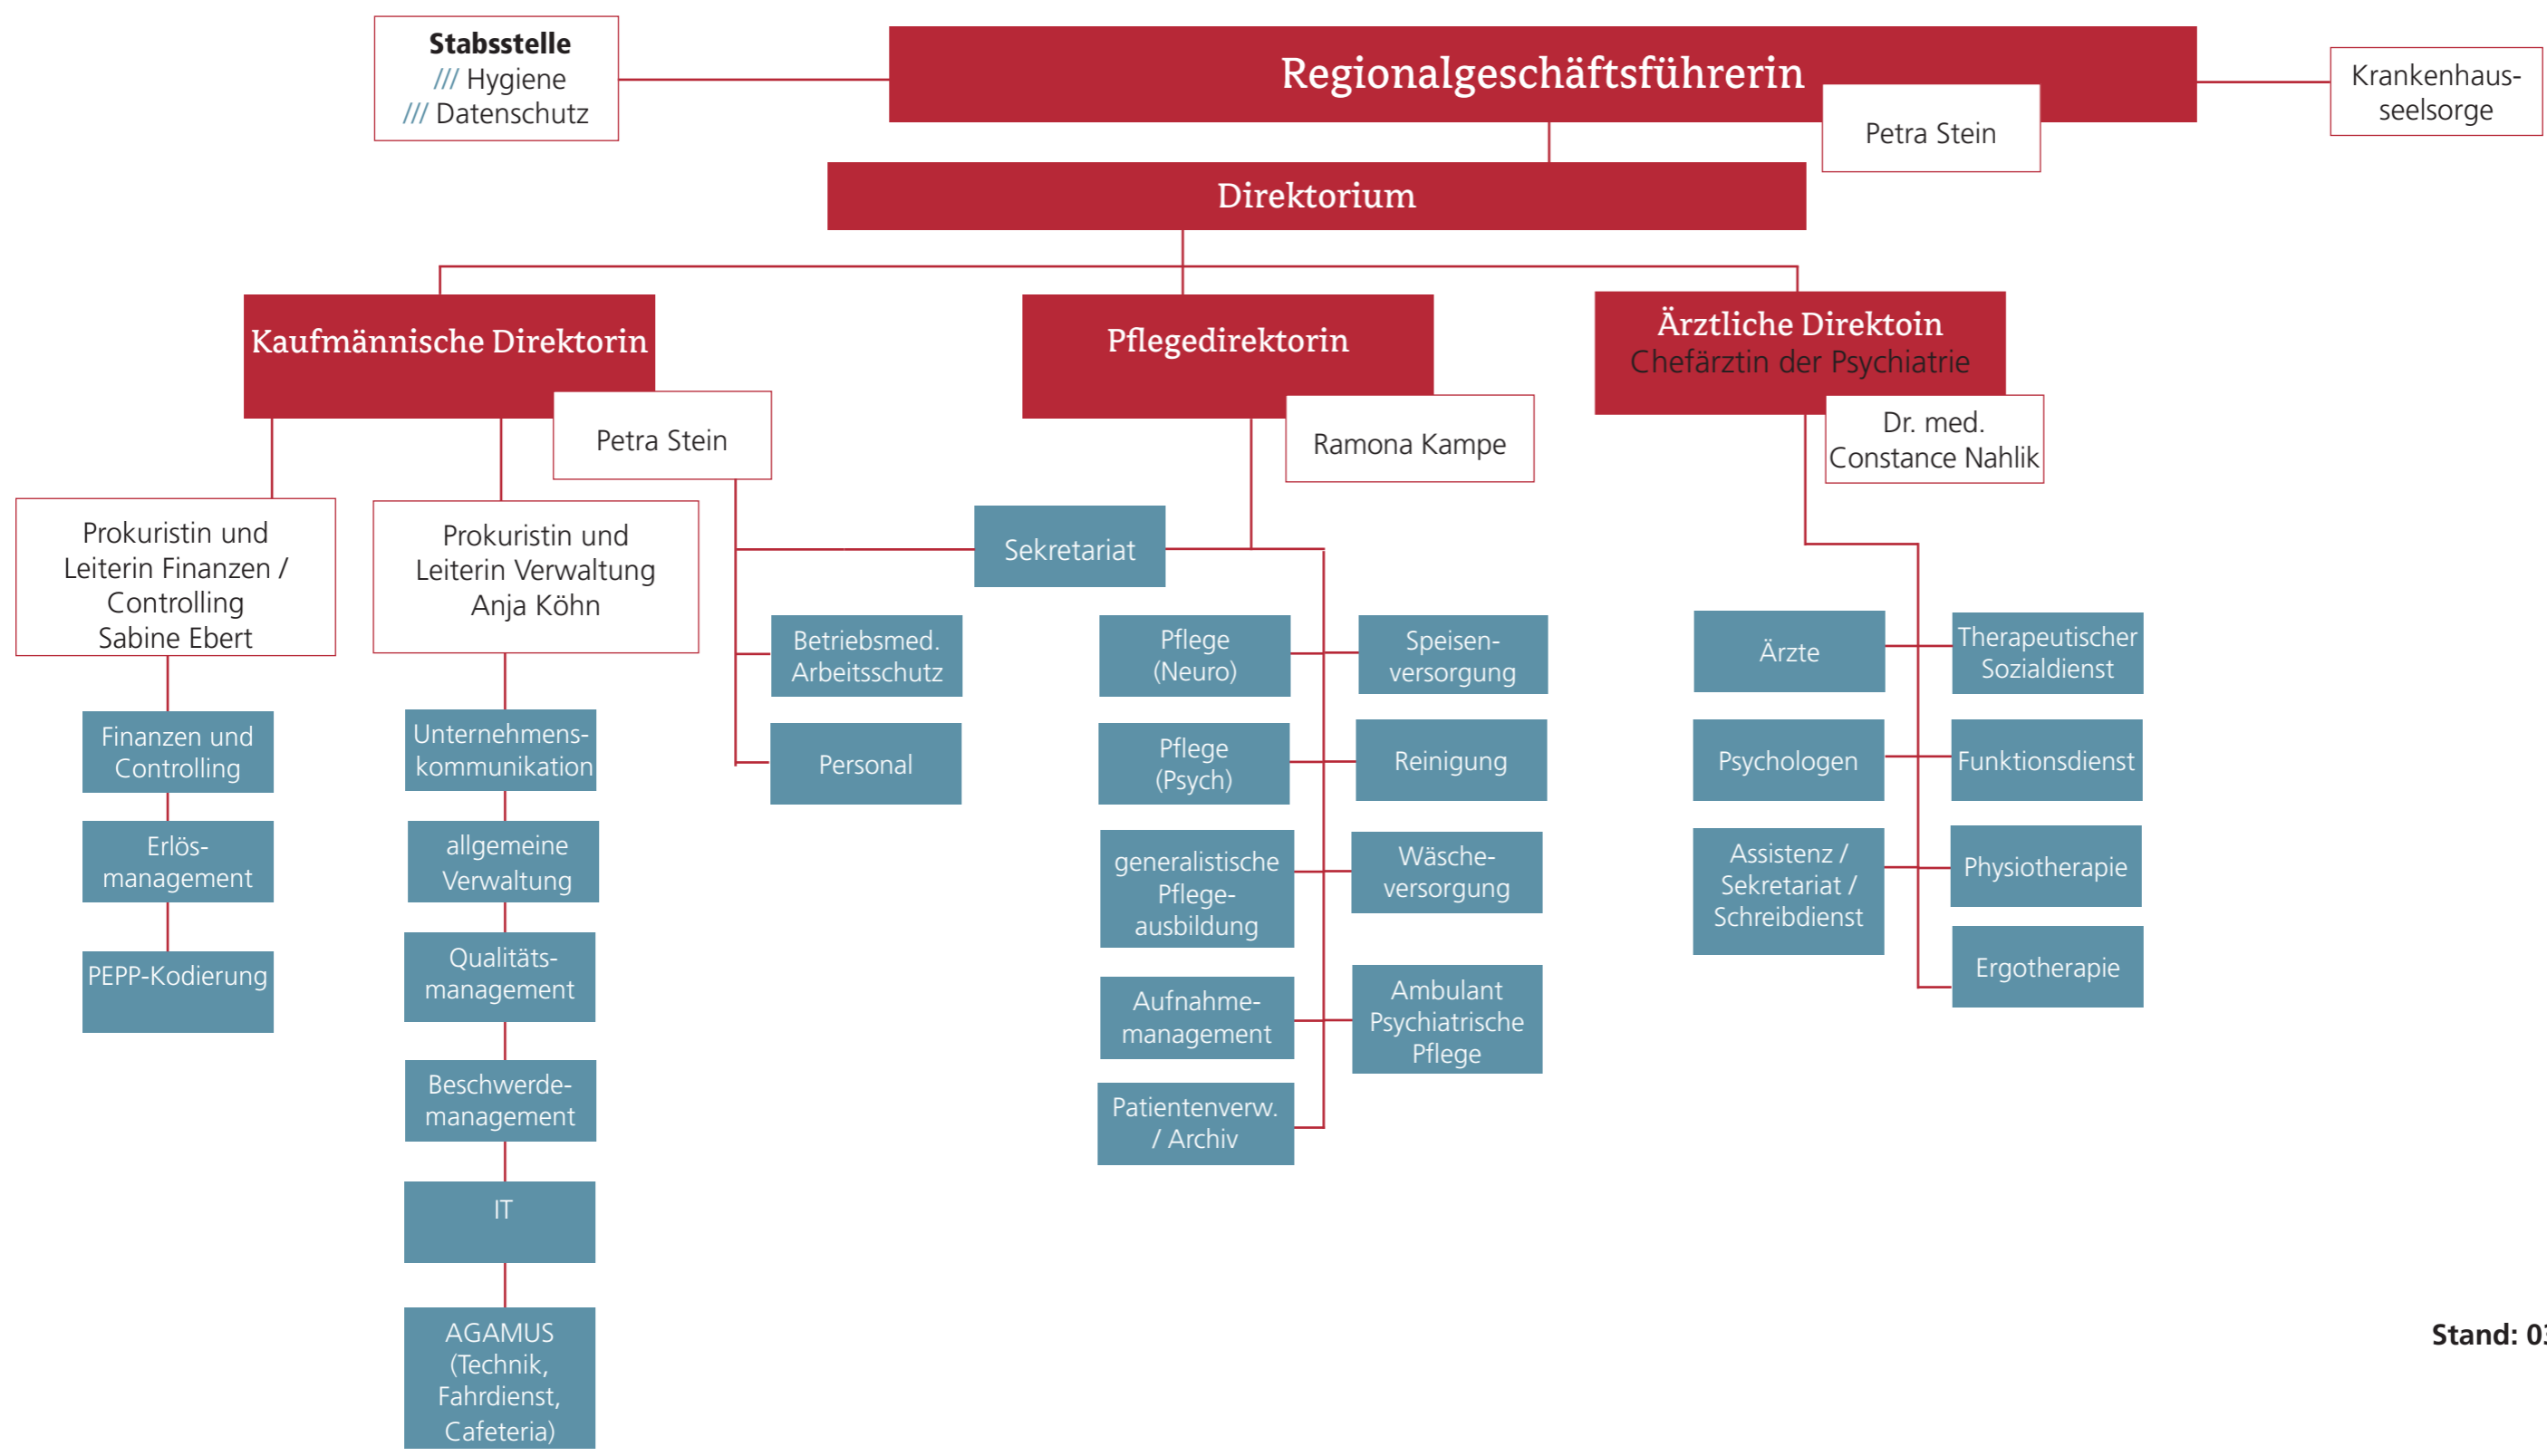 Stabsstelle
/// Hygiene
/// Datenschutz
Regionalgeschäftsführerin
Petra Stein
Krankenhaus-
seelsorge
Direktorium
Kaufmännische Direktorin
Petra Stein
Pflegedirektorin
Ramona Kampe
Ärztliche Direktoin
Chefärztin der Psychiatrie
Dr. med.
Constance Nahlik
Prokuristin und
Leiterin Finanzen /
Controlling
Sabine Ebert
Prokuristin und
Leiterin Verwaltung
Anja Köhn
Sekretariat
Finanzen und
Controlling
Erlös-
management
PEPP-Kodierung
Unternehmens-
kommunikation
allgemeine
Verwaltung
Qualitäts-
management
Beschwerde-
management
IT
AGAMUS
(Technik,
Fahrdienst,
Cafeteria)
Betriebsmed.
Arbeitsschutz
Personal
Pflege
(Neuro)
Pflege
(Psych)
generalistische
Pflege-
ausbildung
Aufnahme-
management
Patientenverw.
/ Archiv
Speisen-
versorgung
Reinigung
Wäsche-
versorgung
Ambulant
Psychiatrische
Pflege
Ärzte
Psychologen
Assistenz /
Sekretariat /
Schreibdienst
Therapeutischer
Sozialdienst
Funktionsdienst
Physiotherapie
Ergotherapie
Stand: